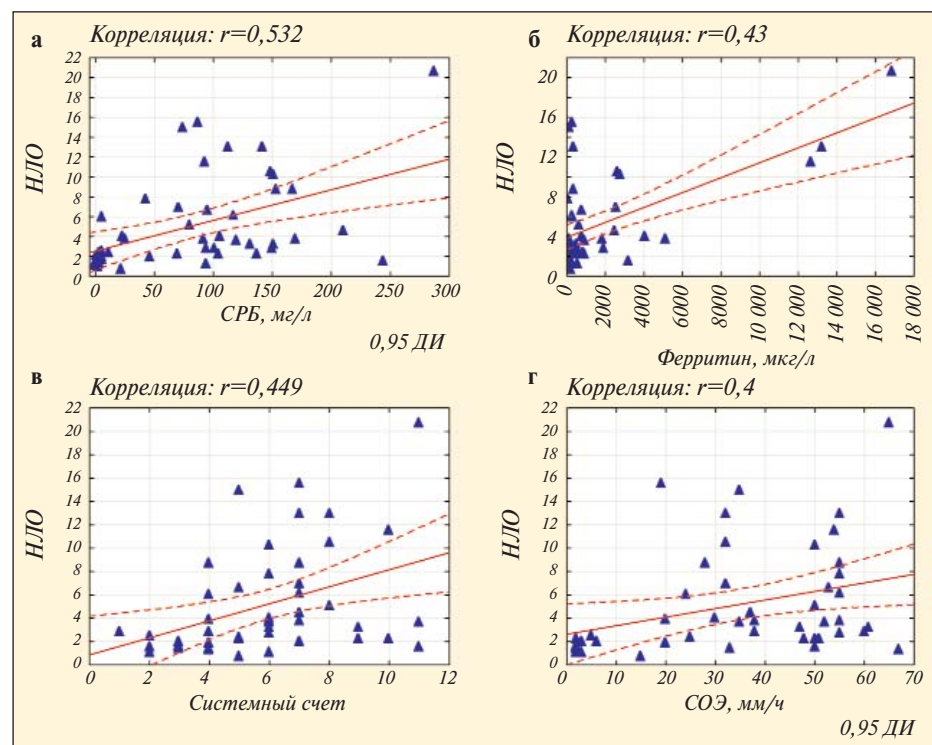 а Корреляция: r=0,532
НЛО
22
20
18
16
14
12
10
8
6
4
2
0
0 50 100 150 200 250 300
СРБ, мг/л
0,95 ДИ
б Корреляция: r=0,43
НЛО
20
16
12
8
4
0
0 2000 4000 6000 8000 10 000 12 000 14 000 16 000 18 000
Ферритин, мкг/л
в Корреляция: r=0,449
НЛО
22
20
18
16
14
12
10
8
6
4
2
0
0 2 4 6 8 10 12
Системный счет
г Корреляция: r=0,4
НЛО
22
20
18
16
14
12
10
8
6
4
2
0
0 10 20 30 40 50 60 70
СОЭ, мм/ч
0,95 ДИ